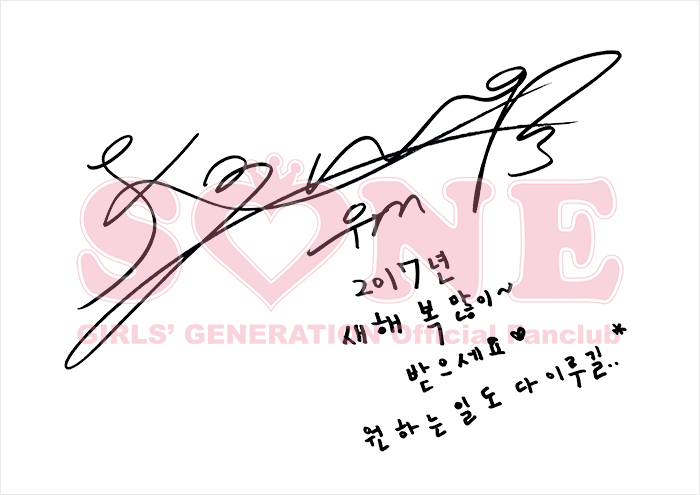 SONE
GIRLS' GENERATION Official Fanclub
2017년
새해 복 많이~
받으세요♥
원하는 일도 다 이루길..*